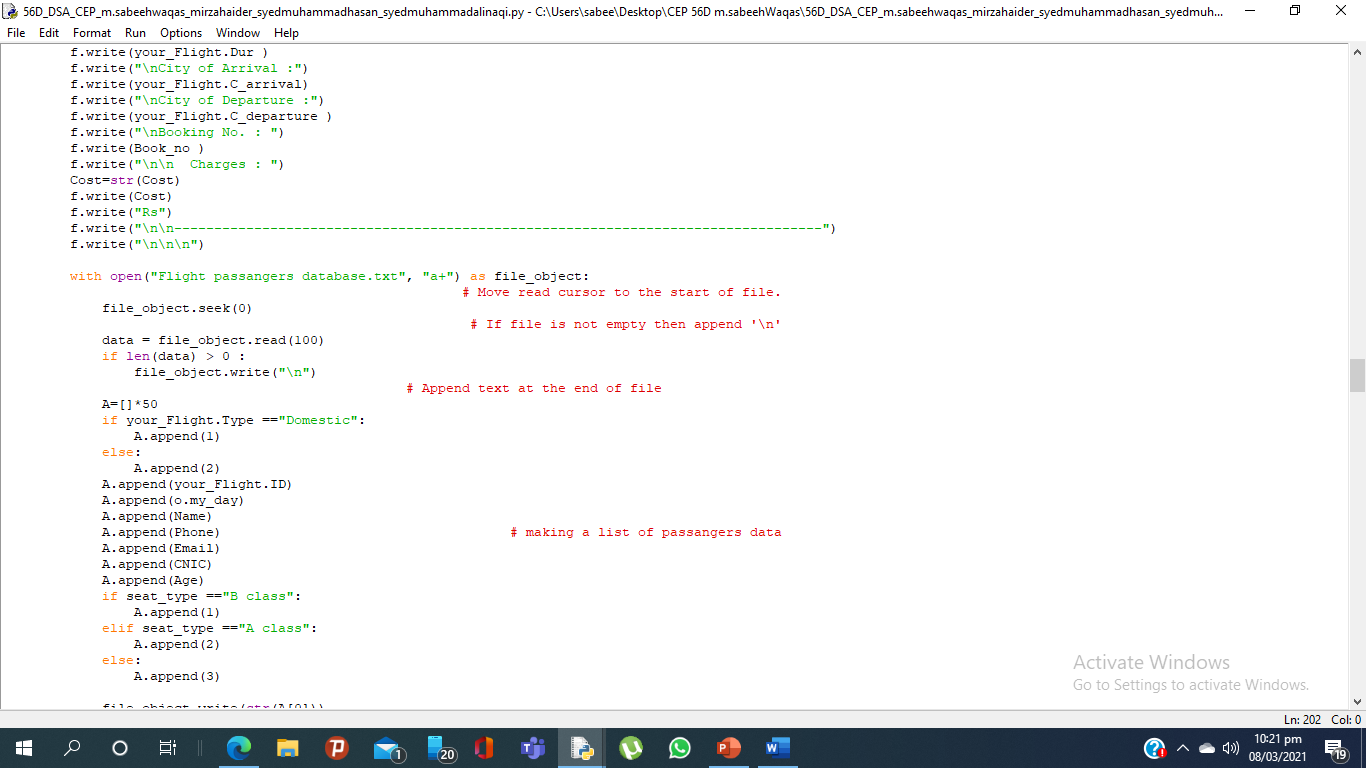 56D_DSA_CEP_m.sabeehwaqas_mirzahaider_syedmuhammadhasan_syedmuhammadalinaqi.py - C:\Users\sabee\Desktop\CEP 56D m.sabeehWaqas\56D_DSA_CEP_m.sabeehwaqas_mirzahaider_syedmuhammadhasan_syedmuh...
File Edit Format Run Options Window Help
f.write(your_Flight.Dur )
f.write("\nCity of Arrival :")
f.write(your_Flight.C_arrival)
f.write("\nCity of Departure :")
f.write(your_Flight.C_departure )
f.write("\nBooking No. : ")
f.write(Book_no )
f.write("\n\n  Charges : ")
Cost=str(Cost)
f.write(Cost)
f.write("Rs")
f.write("\n\n---------------------------------------------------------------------------------")
f.write("\n\n\n")
with open("Flight passangers database.txt", "a+") as file_object:
# Move read cursor to the start of file.
file_object.seek(0)
# If file is not empty then append '\n'
data = file_object.read(100)
if len(data) > 0 :
file_object.write("\n")
# Append text at the end of file
A=[]*50
if your_Flight.Type =="Domestic":
A.append(1)
else:
A.append(2)
A.append(your_Flight.ID)
A.append(o.my_day)
A.append(Name)
A.append(Phone) # making a list of passangers data
A.append(Email)
A.append(CNIC)
A.append(Age)
if seat_type =="B class":
A.append(1)
elif seat_type =="A class":
A.append(2)
else:
A.append(3)
file_object.write(str(A[0]))
Activate Windows
Go to Settings to activate Windows.
Ln: 202 Col: 0
1
20
10:21 pm
08/03/2021
19